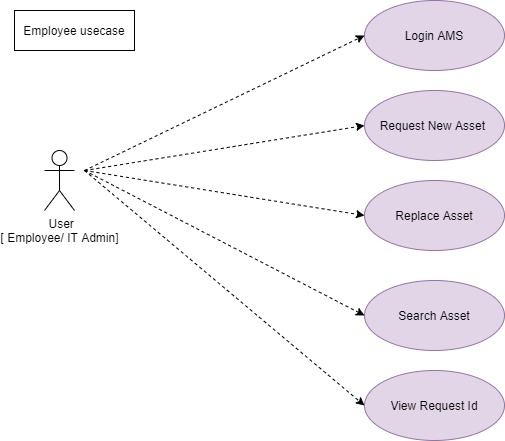 Employee usecase
Login AMS
Request New Asset
Replace Asset
User
[ Employee/ IT Admin]
Search Asset
View Request Id